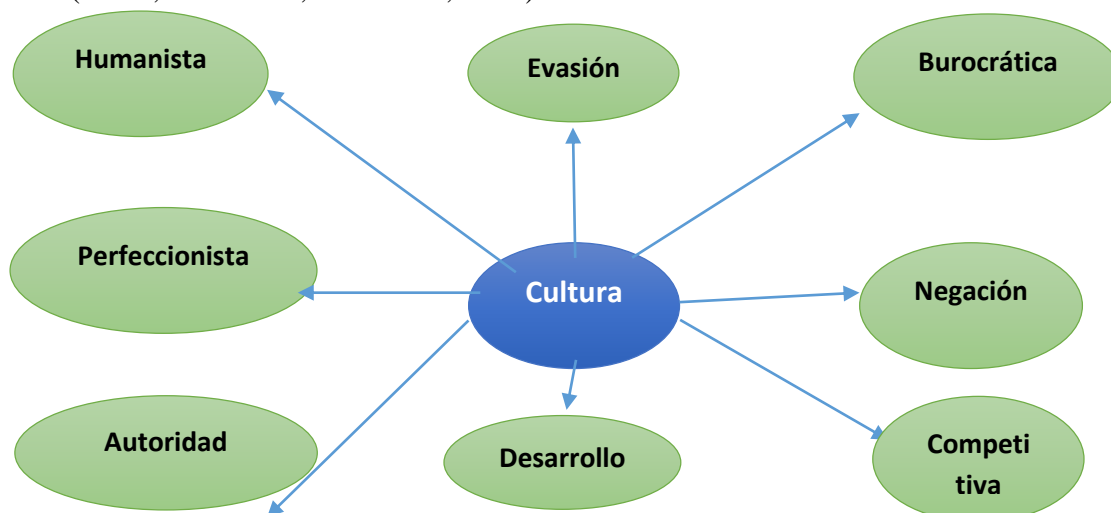 Humanista
Evasión
Burocrática
Perfeccionista
Cultura
Negación
Autoridad
Desarrollo
Competi
tiva